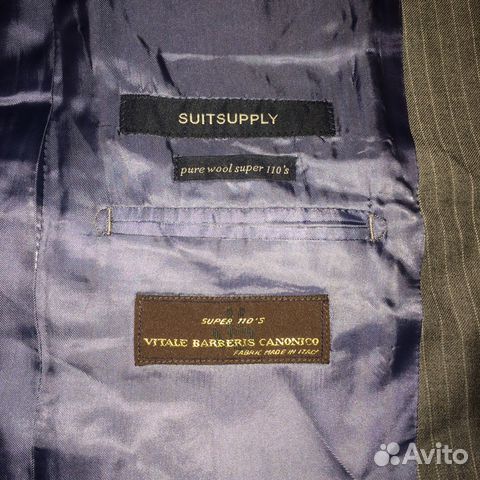 SUITSUPPLY
pure wool super 110's
SUPER 110'S
VITALE BARBERIS CANONICO
FABRIC MADE IN ITALY
Avito